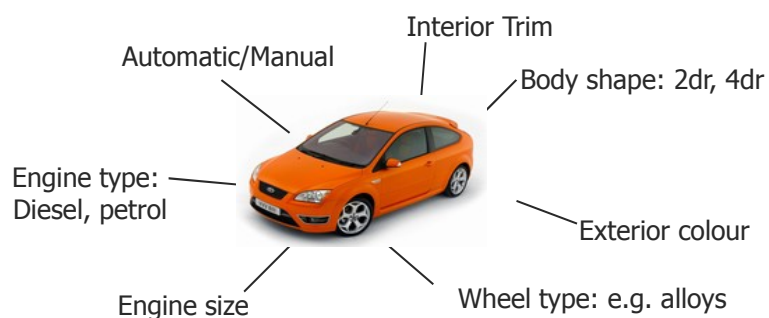 Interior Trim
Automatic/Manual
Body shape: 2dr, 4dr
Engine type:
Diesel, petrol
Exterior colour
Wheel type: e.g. alloys
Engine size